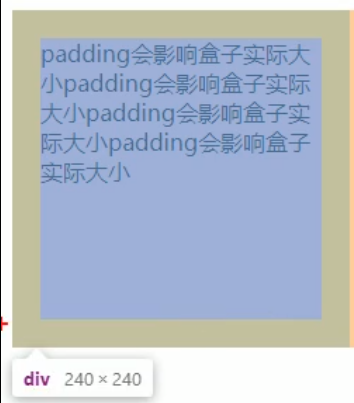 padding会影响盒子实际大
小padding会影响盒子实际
大小padding会影响盒子实
际大小padding会影响盒子
实际大小
div 240 × 240